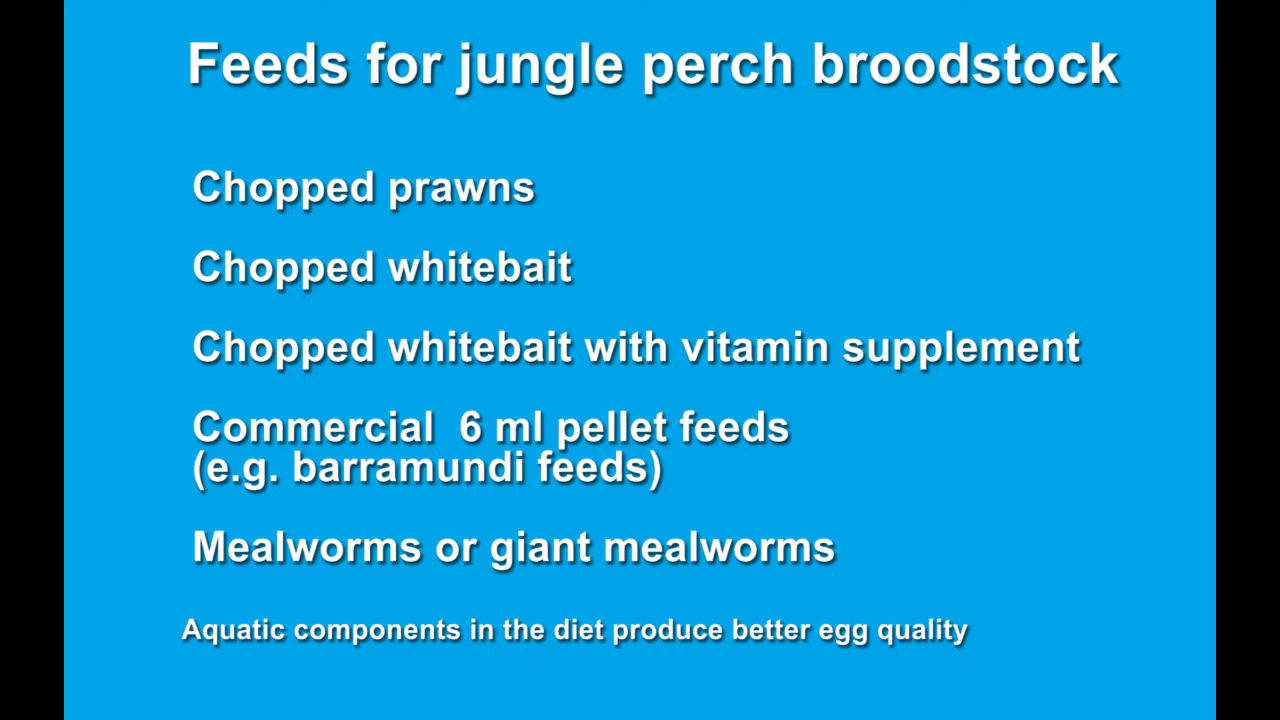 Feeds for jungle perch broodstock
Chopped prawns
Chopped whitebait
Chopped whitebait with vitamin supplement
Commercial  6 ml pellet feeds
(e.g. barramundi feeds)
Mealworms or giant mealworms
Aquatic components in the diet produce better egg quality